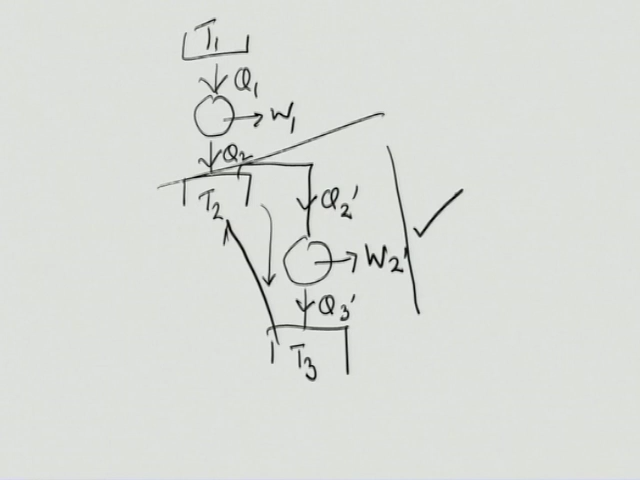 T₁
Q₁
W₁
Q₂
T₂
Q₂'
W₂'
Q₃'
T₃